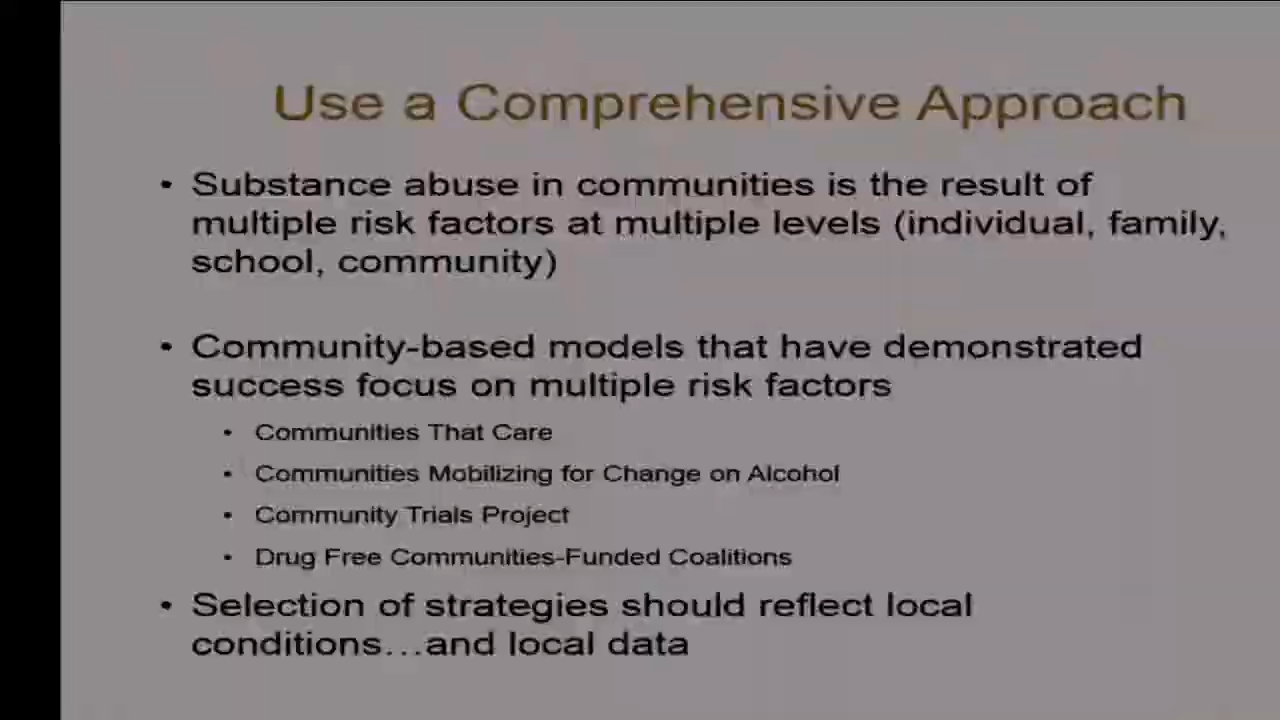 Use a Comprehensive Approach
• Substance abuse in communities is the result of
multiple risk factors at multiple levels (individual, family,
school, community)
• Community-based models that have demonstrated
success focus on multiple risk factors
• Communities That Care
• Communities Mobilizing for Change on Alcohol
• Community Trials Project
• Drug Free Communities-Funded Coalitions
• Selection of strategies should reflect local
conditions…and local data